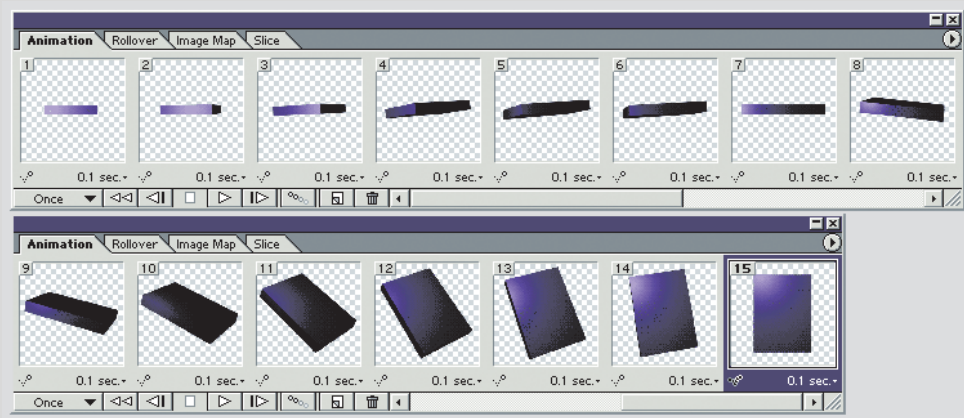 Animation Rollover Image Map Slice
1 2 3 4 5 6 7 8
0.1 sec. 0.1 sec. 0.1 sec. 0.1 sec. 0.1 sec. 0.1 sec. 0.1 sec. 0.1 sec.
Once
Animation Rollover Image Map Slice
9 10 11 12 13 14 15
0.1 sec. 0.1 sec. 0.1 sec. 0.1 sec. 0.1 sec. 0.1 sec. 0.1 sec.
Once